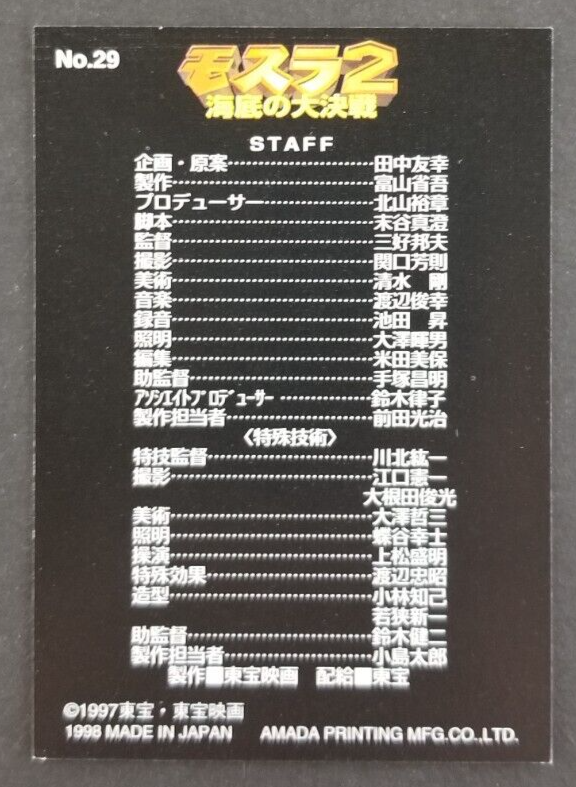 No.29
モスラ2
海底の大決戦
STAFF
企画・原案…………田中友幸
製作…………富山省吾
プロデューサー…………北山裕章
脚本…………末谷真澄
監督…………三好邦夫
撮影…………関口芳則
美術…………清水　剛
音楽…………渡辺俊幸
録音…………池田　昇
照明…………大澤暉男
編集…………米田美保
助監督…………手塚昌明
ｱｿｼｴｲﾄﾌﾟﾛﾃﾞｭｰｻｰ…………鈴木律子
製作担当者…………前田光治
〈特殊技術〉
特技監督…………川北紘一
撮影…………江口憲一
大根田俊光
美術…………大澤哲三
照明…………蝶谷幸士
操演…………上松盛明
特殊効果…………渡辺忠昭
造型…………小林知己
若狭新一
助監督…………鈴木健二
製作担当者…………小島太郎
製作■東宝映画　配給■東宝
©1997東宝・東宝映画
1998 MADE IN JAPAN　AMADA PRINTING MFG.CO.,LTD.